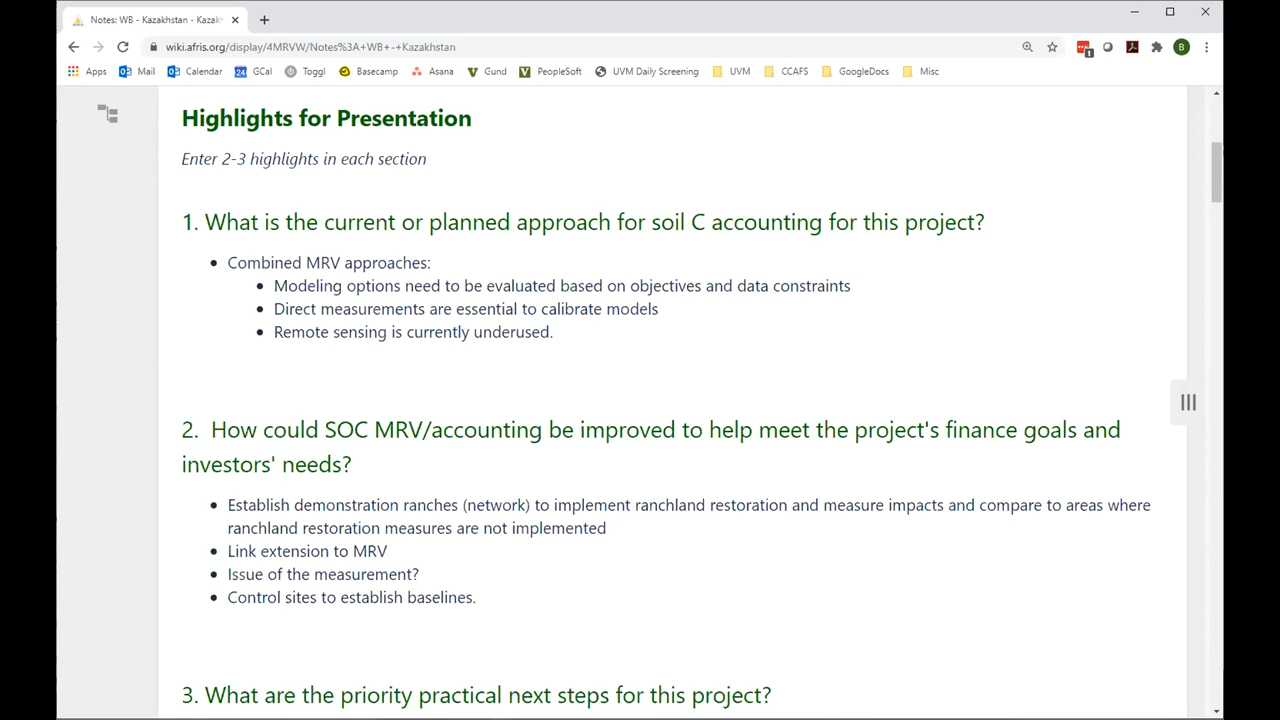 Notes: WB - Kazakhstan - Kazakh
wiki.afris.org/display/4MRVW/Notes%3A+WB+-+Kazakhstan
1
B
Apps Mail Calendar 24 GCal Toggl Basecamp Asana Gund PeopleSoft UVM Daily Screening UVM CCAFS GoogleDocs Misc
Highlights for Presentation
Enter 2-3 highlights in each section
1. What is the current or planned approach for soil C accounting for this project?
Combined MRV approaches:
Modeling options need to be evaluated based on objectives and data constraints
Direct measurements are essential to calibrate models
Remote sensing is currently underused.
2. How could SOC MRV/accounting be improved to help meet the project's finance goals and
investors' needs?
Establish demonstration ranches (network) to implement ranchland restoration and measure impacts and compare to areas where
ranchland restoration measures are not implemented
Link extension to MRV
Issue of the measurement?
Control sites to establish baselines.
3. What are the priority practical next steps for this project?